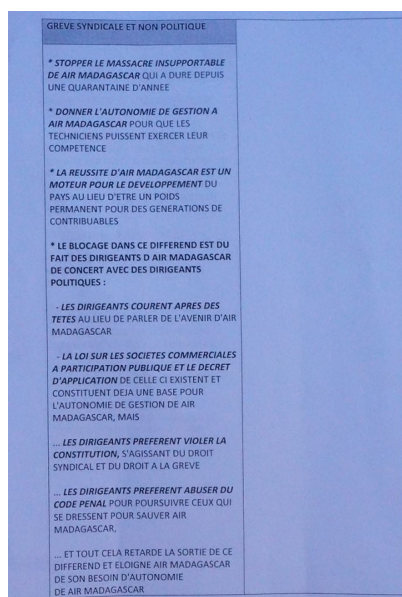 GREVE SYNDICALE ET NON POLITIQUE
* STOPPER LE MASSACRE INSUPPORTABLE
DE AIR MADAGASCAR QUI A DURE DEPUIS
UNE QUARANTAINE D'ANNEE
* DONNER L'AUTONOMIE DE GESTION A
AIR MADAGASCAR POUR QUE LES
TECHNICIENS PUISSENT EXERCER LEUR
COMPETENCE
* LA REUSSITE D'AIR MADAGASCAR EST UN
MOTEUR POUR LE DEVELOPPEMENT DU
PAYS AU LIEU D'ETRE UN POIDS
PERMANENT POUR DES GENERATIONS DE
CONTRIBUABLES
* LE BLOCAGE DANS CE DIFFEREND EST DU
FAIT DES DIRIGEANTS D AIR MADAGASCAR
DE CONCERT AVEC DES DIRIGEANTS
POLITIQUES :
- LES DIRIGEANTS COURENT APRES DES
TETES AU LIEU DE PARLER DE L'AVENIR D'AIR
MADAGASCAR
- LA LOI SUR LES SOCIETES COMMERCIALES
A PARTICIPATION PUBLIQUE ET LE DECRET
D'APPLICATION DE CELLE CI EXISTENT ET
CONSTITUENT DEJA UNE BASE POUR
L'AUTONOMIE DE GESTION DE AIR
MADAGASCAR, MAIS
... LES DIRIGEANTS PREFERENT VIOLER LA
CONSTITUTION, S'AGISSANT DU DROIT
SYNDICAL ET DU DROIT A LA GREVE
... LES DIRIGEANTS PREFERENT ABUSER DU
CODE PENAL POUR POURSUIVRE CEUX QUI
SE DRESSENT POUR SAUVER AIR
MADAGASCAR,
... ET TOUT CELA RETARDE LA SORTIE DE CE
DIFFEREND ET ELOIGNE AIR MADAGASCAR
DE SON BESOIN D'AUTONOMIE
DE AIR MADAGASCAR